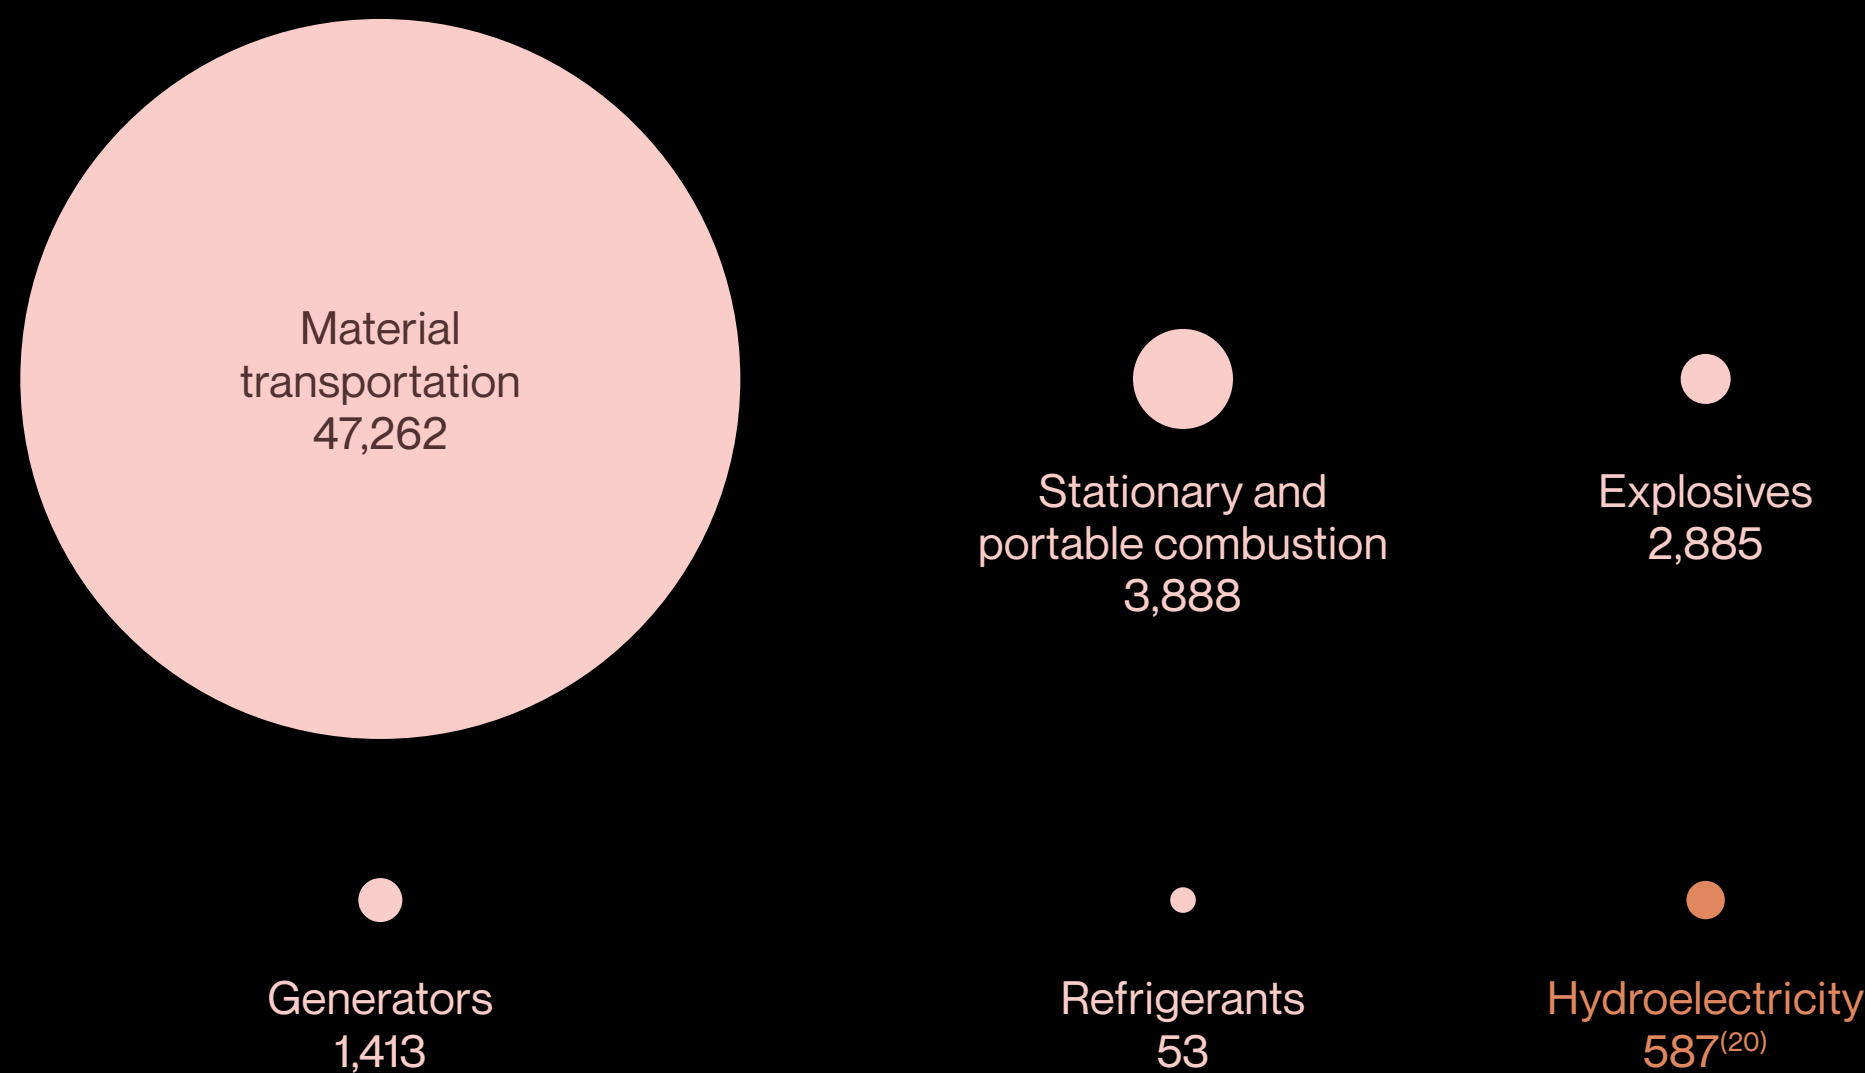 Material
transportation
47,262
Stationary and
portable combustion
3,888
Explosives
2,885
Generators
1,413
Refrigerants
53
Hydroelectricity
587(20)